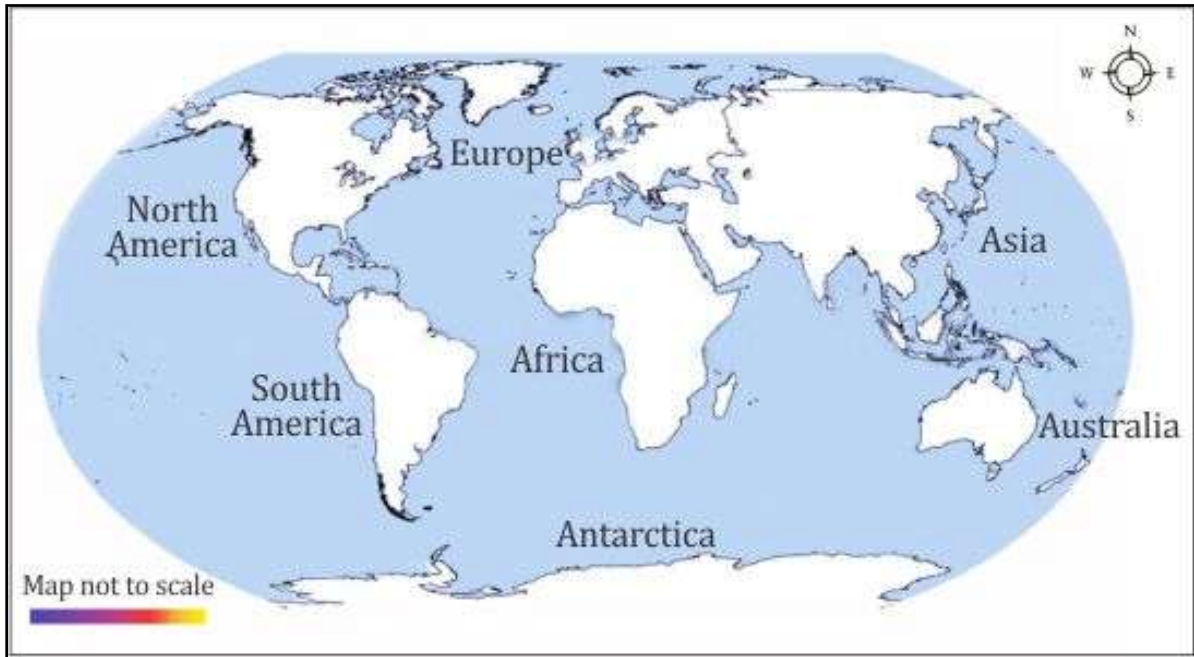 N
W E
S
Europe
North
America
Asia
Africa
South
America
Australia
Antarctica
Map not to scale